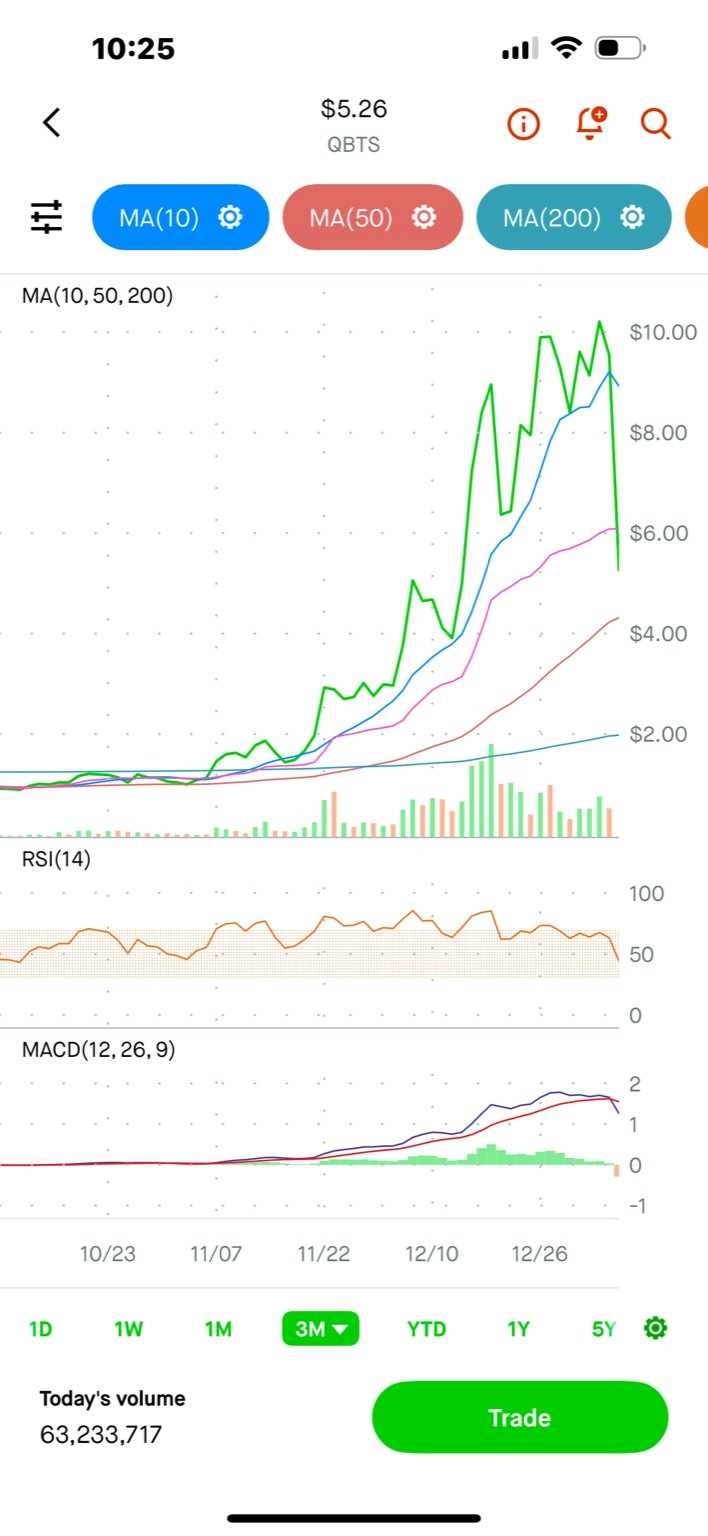 10:25
$5.26
QBTS
MA(10) MA(50) MA(200)
MA(10, 50, 200)
$10.00
$8.00
$6.00
$4.00
$2.00
RSI(14)
100
50
0
MACD(12, 26, 9)
2
1
0
-1
10/23 11/07 11/22 12/10 12/26
1D 1W 1M 3M YTD 1Y 5Y
Today's volume
63,233,717
Trade